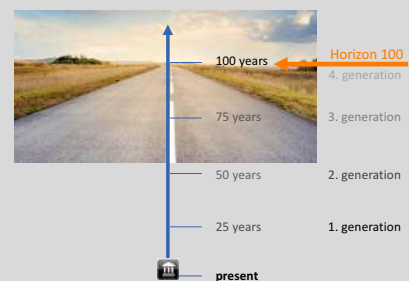 Horizon 100
100 years
4. generation
75 years
3. generation
50 years
2. generation
25 years
1. generation
present